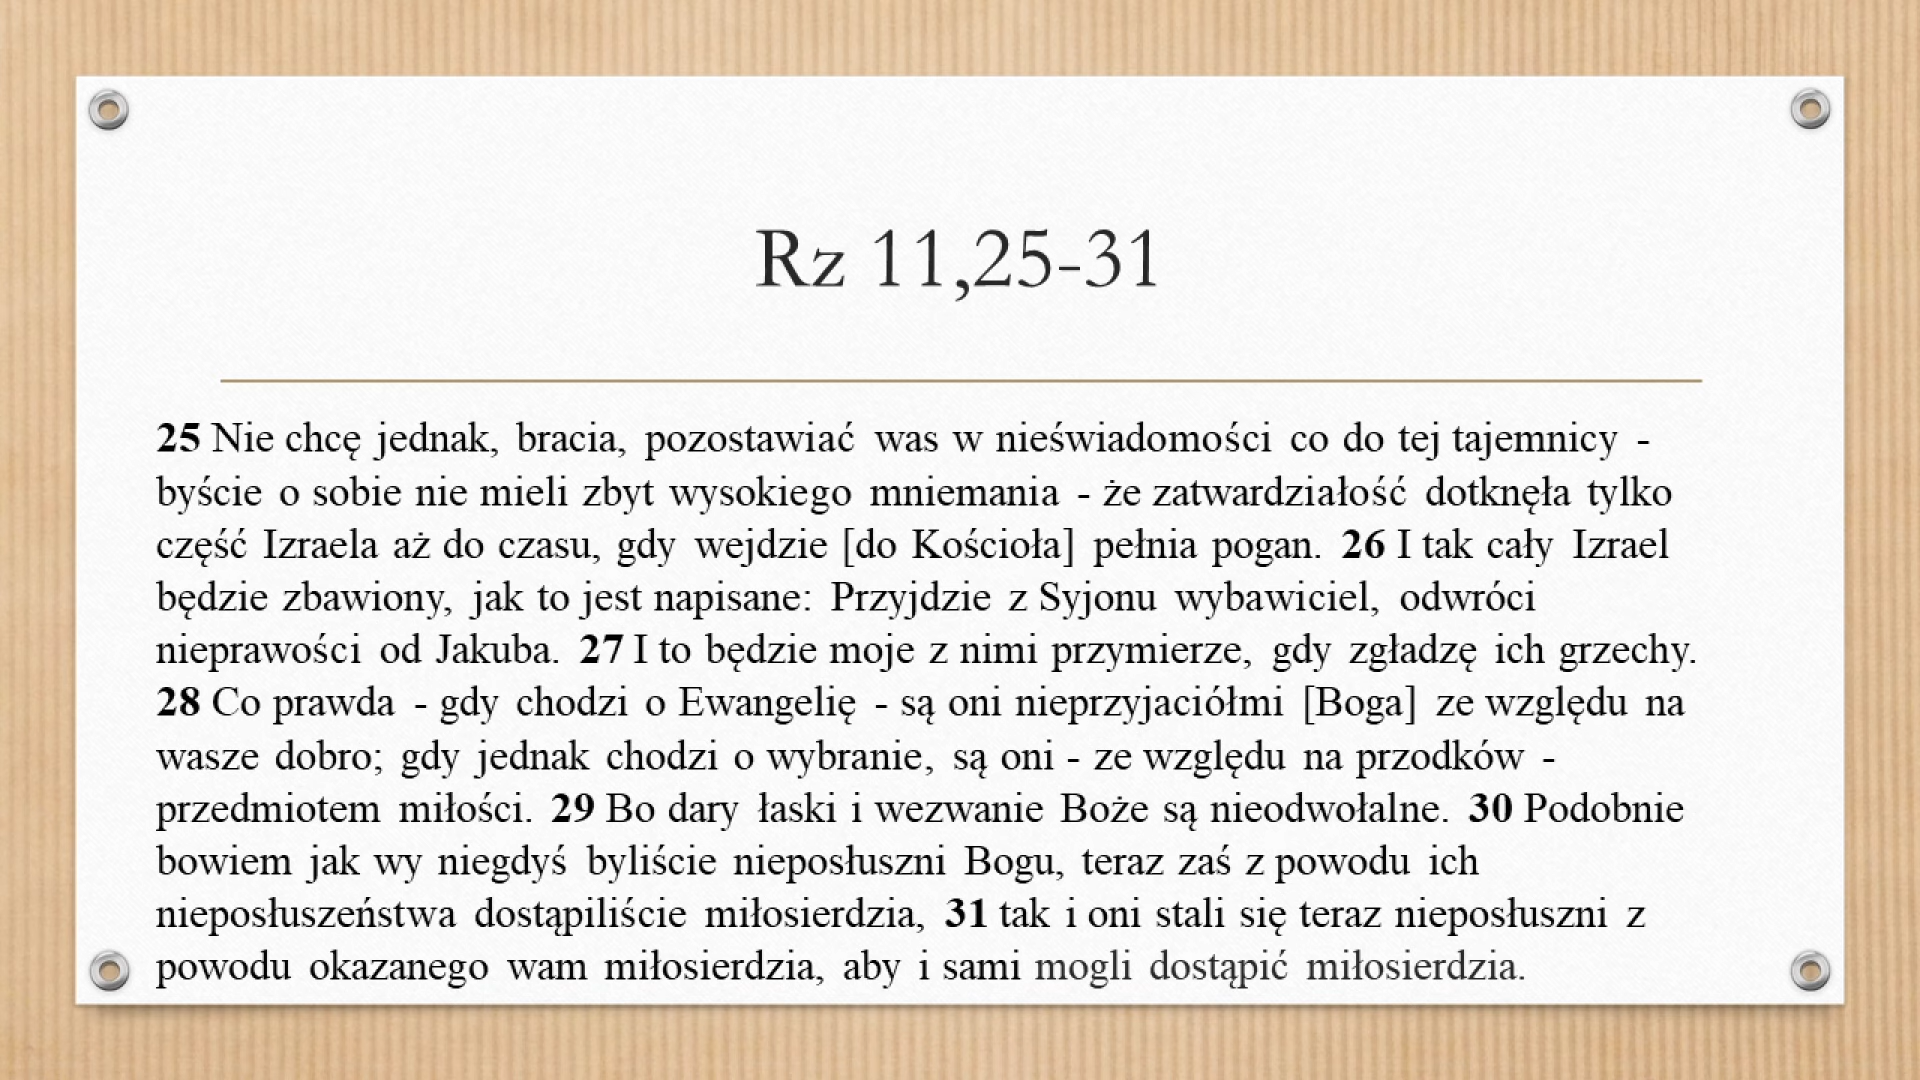 Rz 11,25-31
25 Nie chcę jednak, bracia, pozostawiać was w nieświadomości co do tej tajemnicy -
byście o sobie nie mieli zbyt wysokiego mniemania - że zatwardziałość dotknęła tylko
część Izraela aż do czasu, gdy wejdzie [do Kościoła] pełnia pogan. 26 I tak cały Izrael
będzie zbawiony, jak to jest napisane: Przyjdzie z Syjonu wybawiciel, odwróci
nieprawości od Jakuba. 27 I to będzie moje z nimi przymierze, gdy zgładzę ich grzechy.
28 Co prawda - gdy chodzi o Ewangelię - są oni nieprzyjaciółmi [Boga] ze względu na
wasze dobro; gdy jednak chodzi o wybranie, są oni - ze względu na przodków -
przedmiotem miłości. 29 Bo dary łaski i wezwanie Boże są nieodwołalne. 30 Podobnie
bowiem jak wy niegdyś byliście nieposłuszni Bogu, teraz zaś z powodu ich
nieposłuszeństwa dostąpiliście miłosierdzia, 31 tak i oni stali się teraz nieposłuszni z
powodu okazanego wam miłosierdzia, aby i sami mogli dostąpić miłosierdzia.